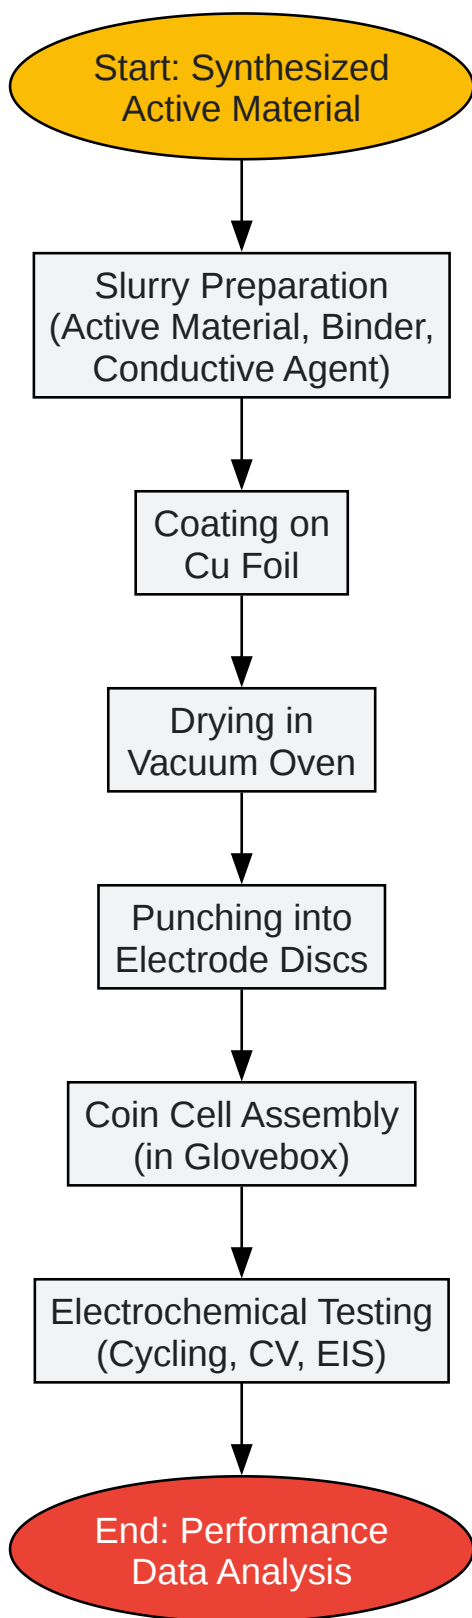 Start: Synthesized
Active Material
Slurry Preparation
(Active Material, Binder,
Conductive Agent)
Coating on
Cu Foil
Drying in
Vacuum Oven
Punching into
Electrode Discs
Coin Cell Assembly
(in Glovebox)
Electrochemical Testing
(Cycling, CV, EIS)
End: Performance
Data Analysis